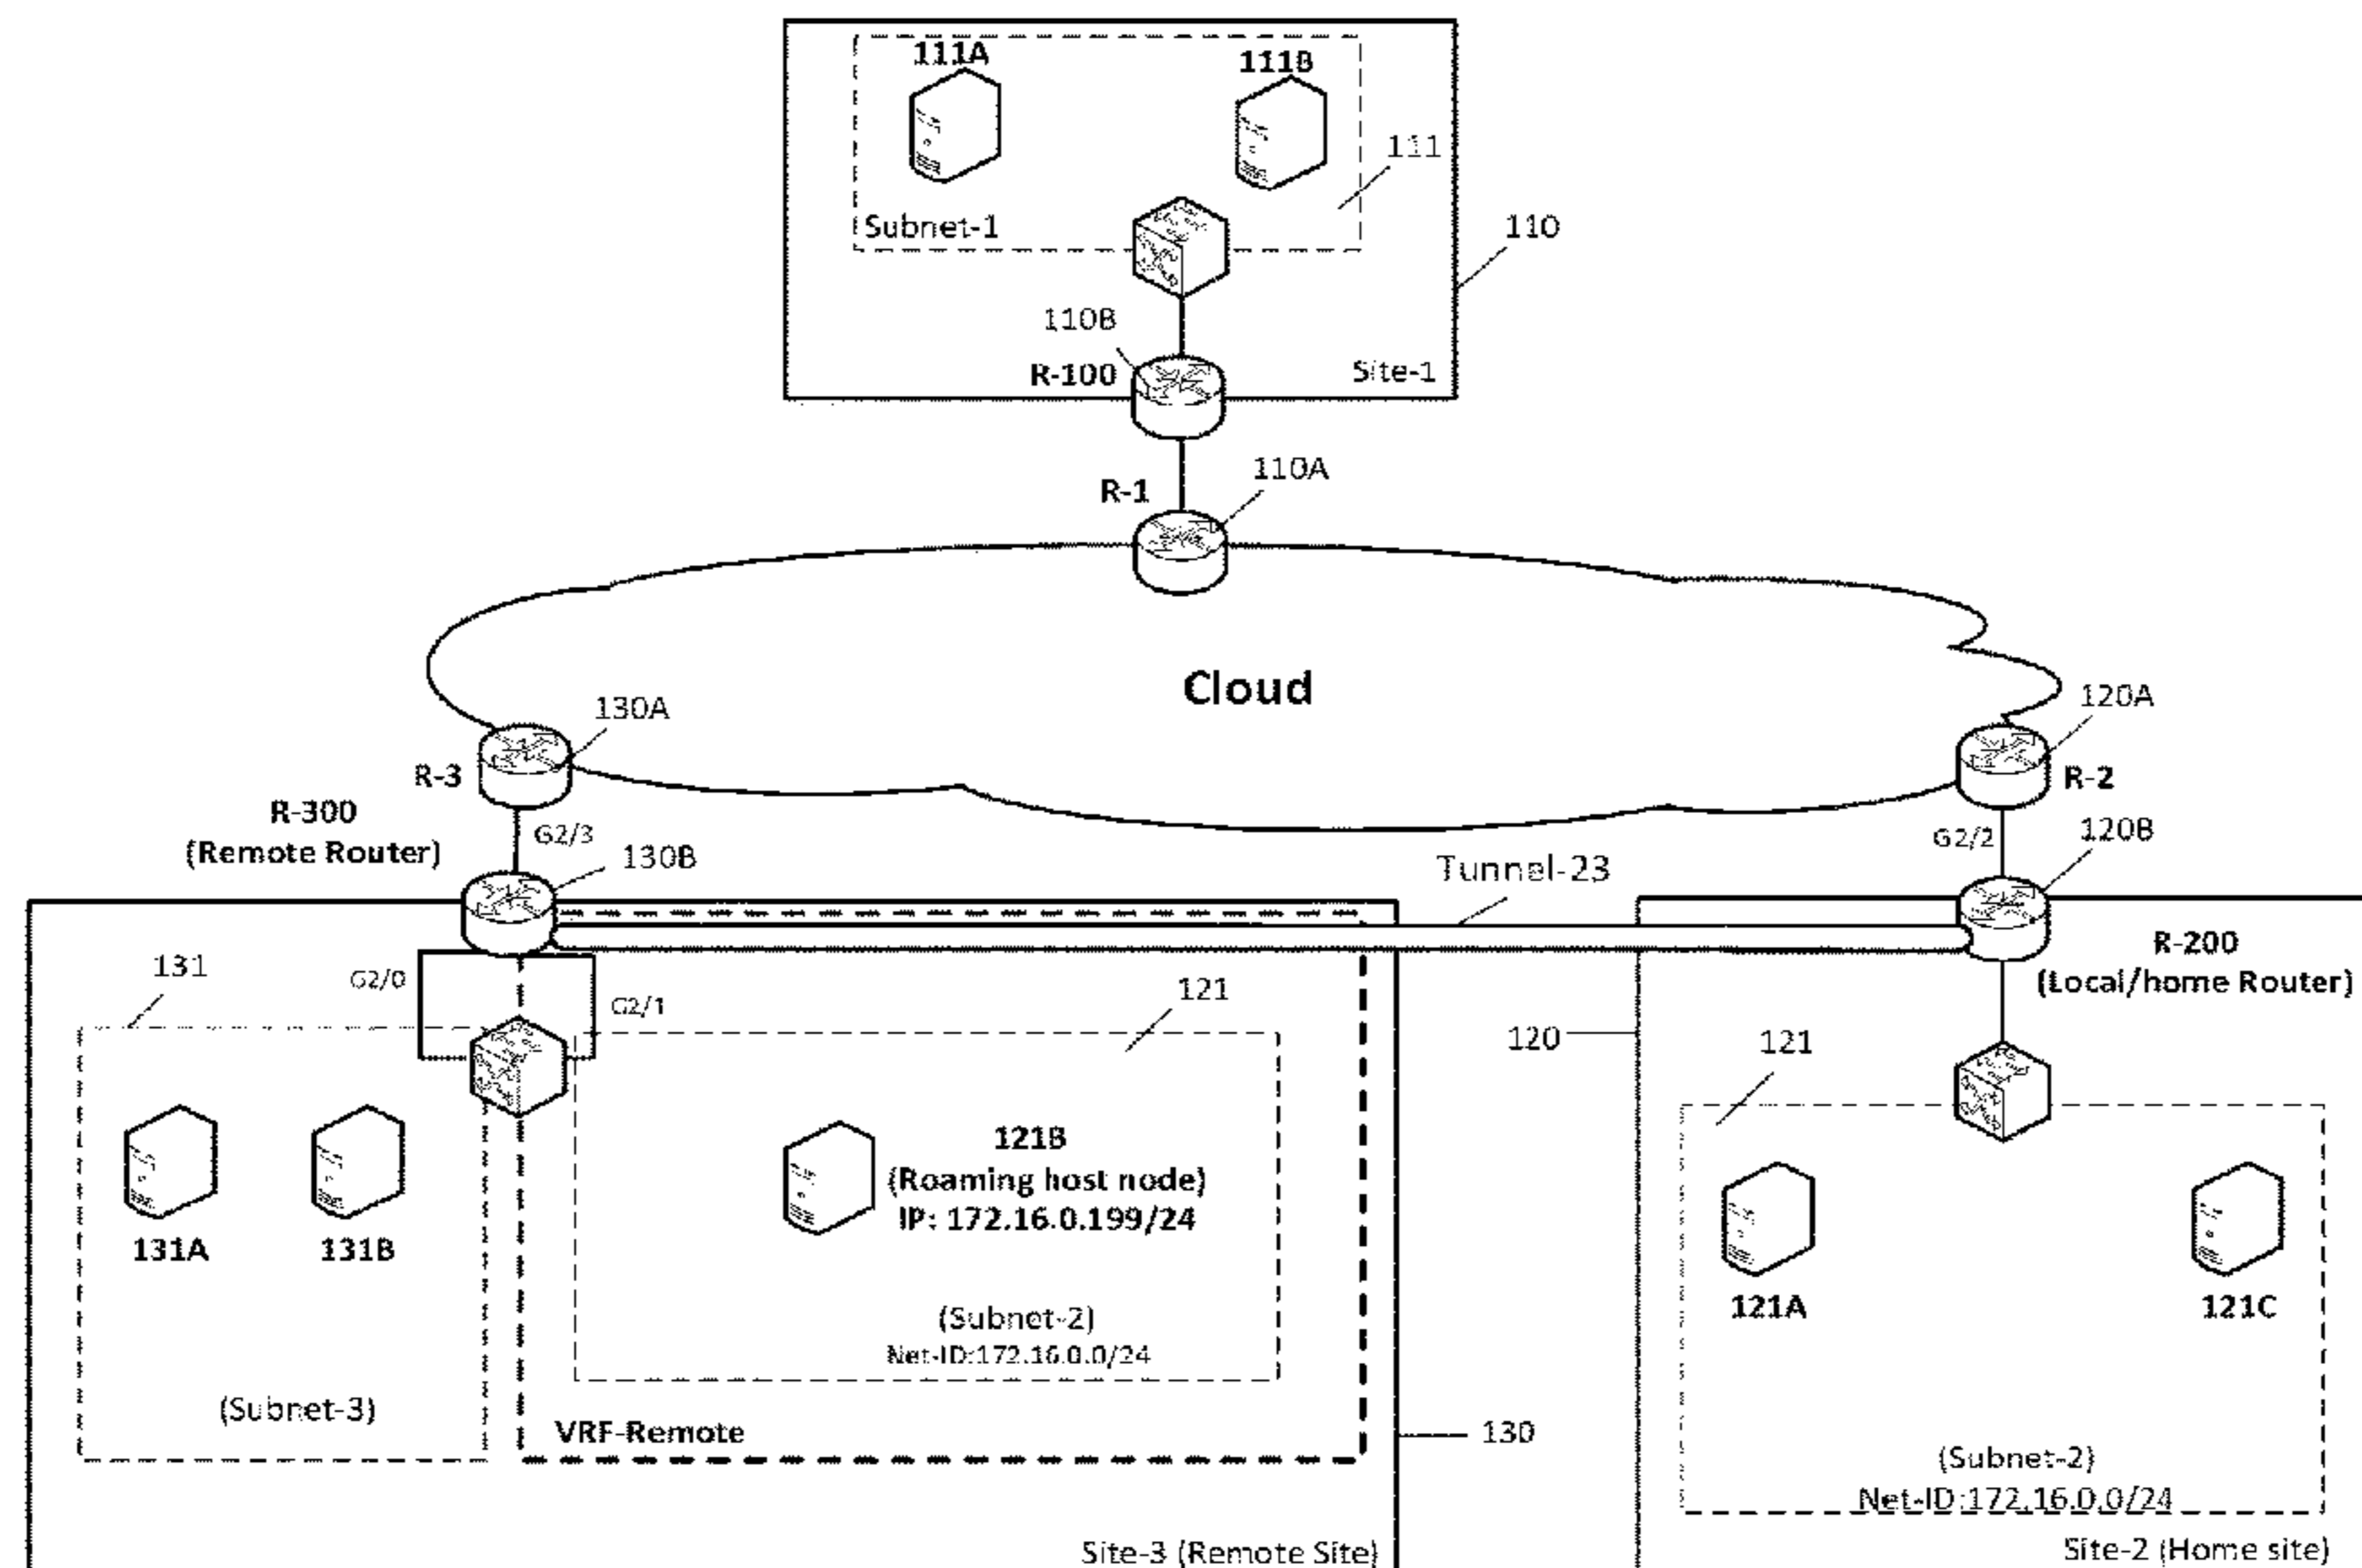 111A
111B
111
Subnet-1
110
110B
R-100
Site-1
110A
R-1
Cloud
130A
120A
R-3
R-2
R-300
(Remote Router)
G2/3
130B
G2/2
120B
Tunnel-23
R-200
(Local/home Router)
131
G2/0
G2/1
121
120
121
121B
(Roaming host node)
IP: 172.16.0.199/24
131A
131B
121A
121C
(Subnet-2)
Net-ID:172.16.0.0/24
(Subnet-3)
VRF-Remote
130
(Subnet-2)
Net-ID:172.16.0.0/24
Site-3 (Remote Site)
Site-2 (Home site)